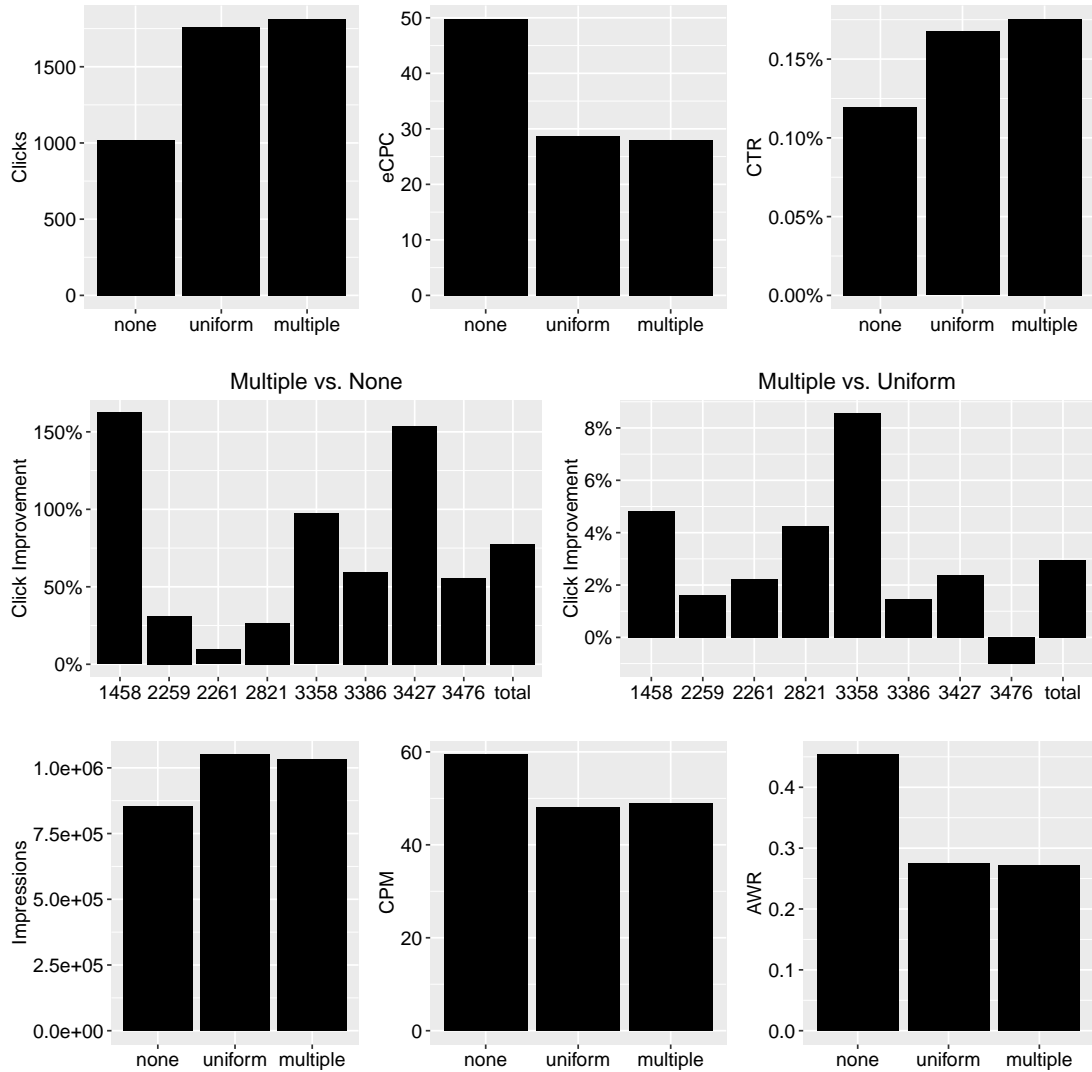 Clicks
1500
1000
500
0
none uniform multiple
eCPC
50
40
30
20
10
0
none uniform multiple
CTR
0.15%
0.10%
0.05%
0.00%
none uniform multiple
Multiple vs. None
Click Improvement
150%
100%
50%
0%
1458 2259 2261 2821 3358 3386 3427 3476 total
Multiple vs. Uniform
Click Improvement
8%
6%
4%
2%
0%
1458 2259 2261 2821 3358 3386 3427 3476 total
Impressions
1.0e+06
7.5e+05
5.0e+05
2.5e+05
0.0e+00
none uniform multiple
CPM
60
40
20
0
none uniform multiple
AWR
0.4
0.3
0.2
0.1
0.0
none uniform multiple